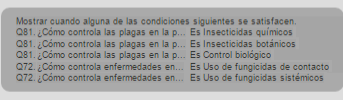 Mostrar cuando alguna de las condiciones siguientes se satisfacen.
Q81. ¿Cómo controla las plagas en la p... Es Insecticidas químicos
Q81. ¿Cómo controla las plagas en la p... Es Insecticidas botánicos
Q81. ¿Cómo controla las plagas en la p... Es Control biológico
Q72. ¿Cómo controla enfermedades en... Es Uso de fungicidas de contacto
Q72. ¿Cómo controla enfermedades en... Es Uso de fungicidas sistémicos